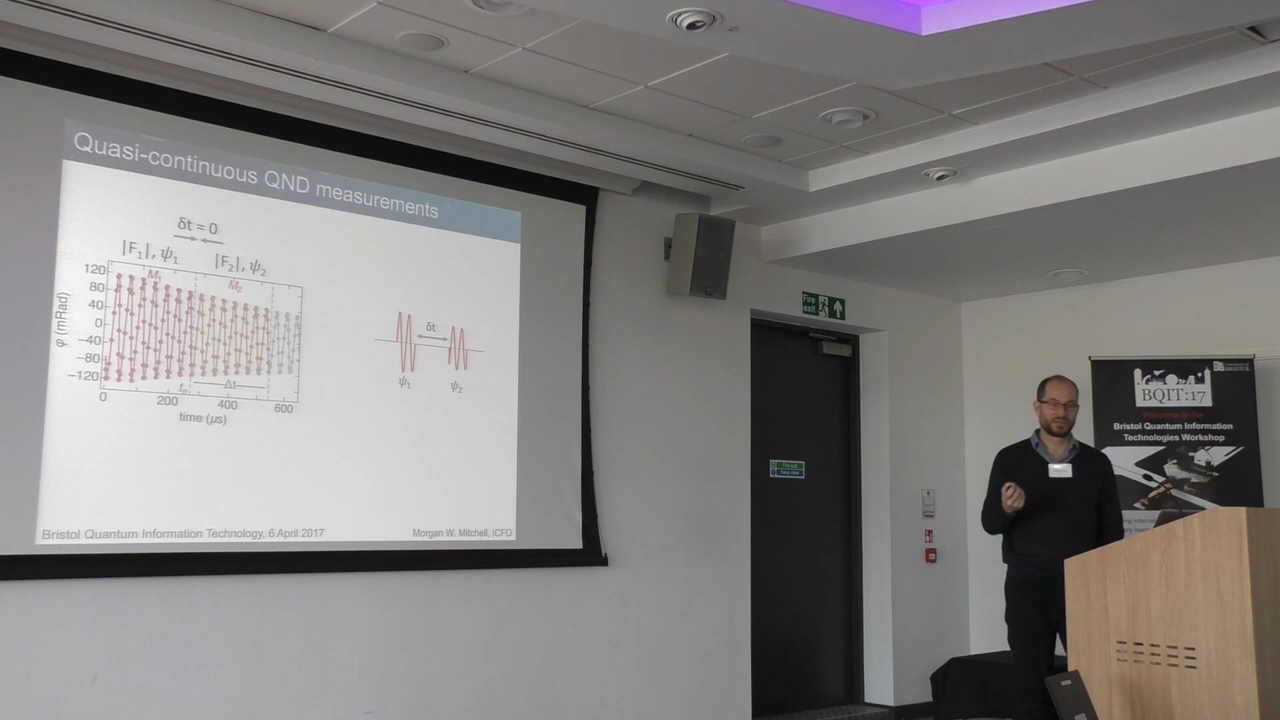 Quasi-continuous QND measurements
δt = 0
|F₁|, ψ₁
|F₂|, ψ₂
M₁
M₂
120
80
40
0
−40
−80
−120
φ (mRad)
Δt
0
200
400
600
time (μs)
δt
ψ₁
ψ₂
Bristol Quantum Information Technology, 6 April 2017
Morgan W. Mitchell, ICFO
Fire
exit
BRISTOL
BQIT:17
Welcome to the
Bristol Quantum Information
Technologies Workshop